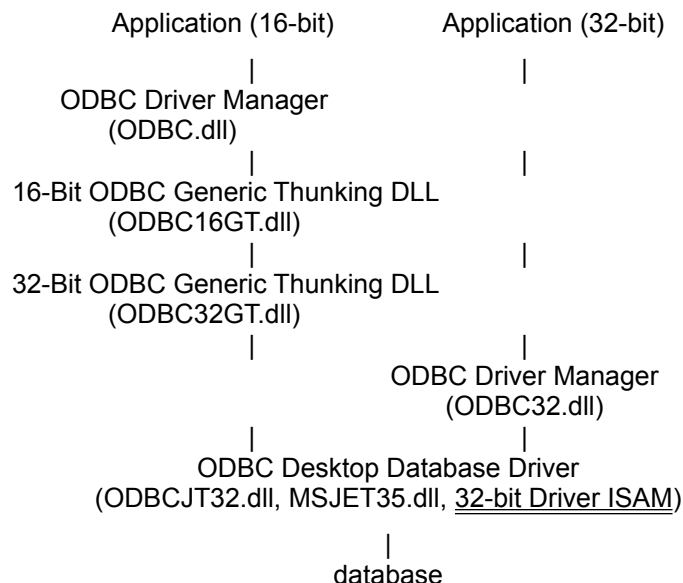 Application (16-bit) Application (32-bit)
| |
ODBC Driver Manager
(ODBC.dll)
| |
16-Bit ODBC Generic Thunking DLL
(ODBC16GT.dll)
| |
32-Bit ODBC Generic Thunking DLL
(ODBC32GT.dll)
| |
ODBC Driver Manager
(ODBC32.dll)
| |
ODBC Desktop Database Driver
(ODBCJT32.dll, MSJET35.dll, 32-bit Driver ISAM)
|
database